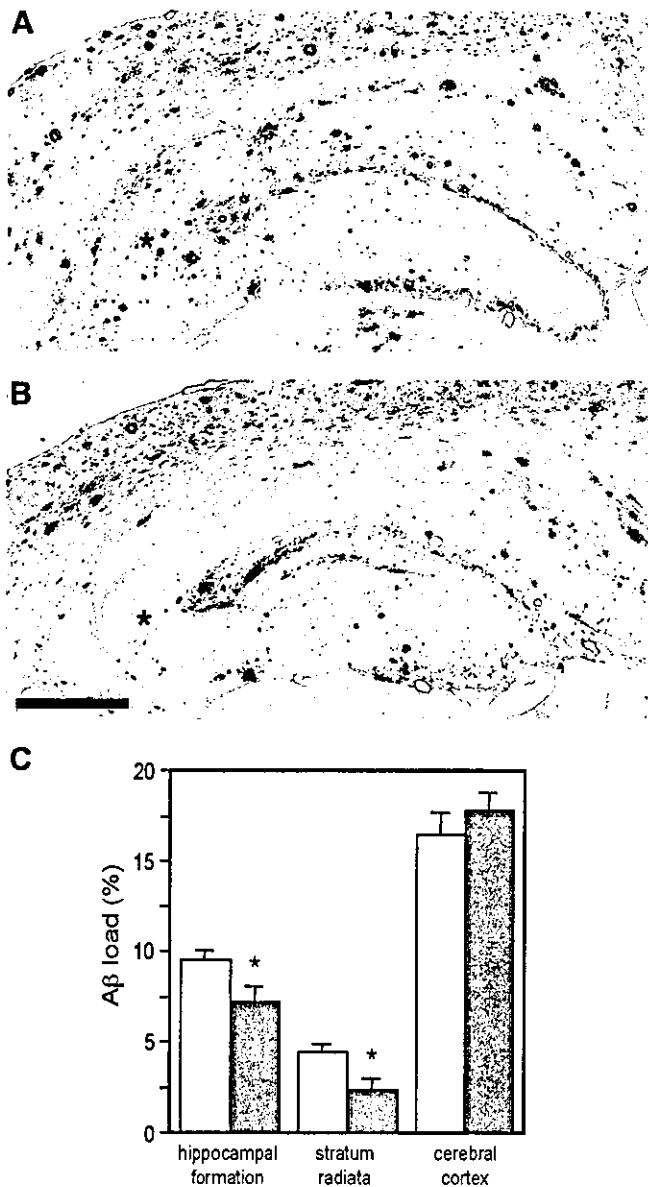 A
B
C
Aβ load (%)
20
15
10
5
0
*
*
hippocampal
formation
stratum
radiata
cerebral
cortex